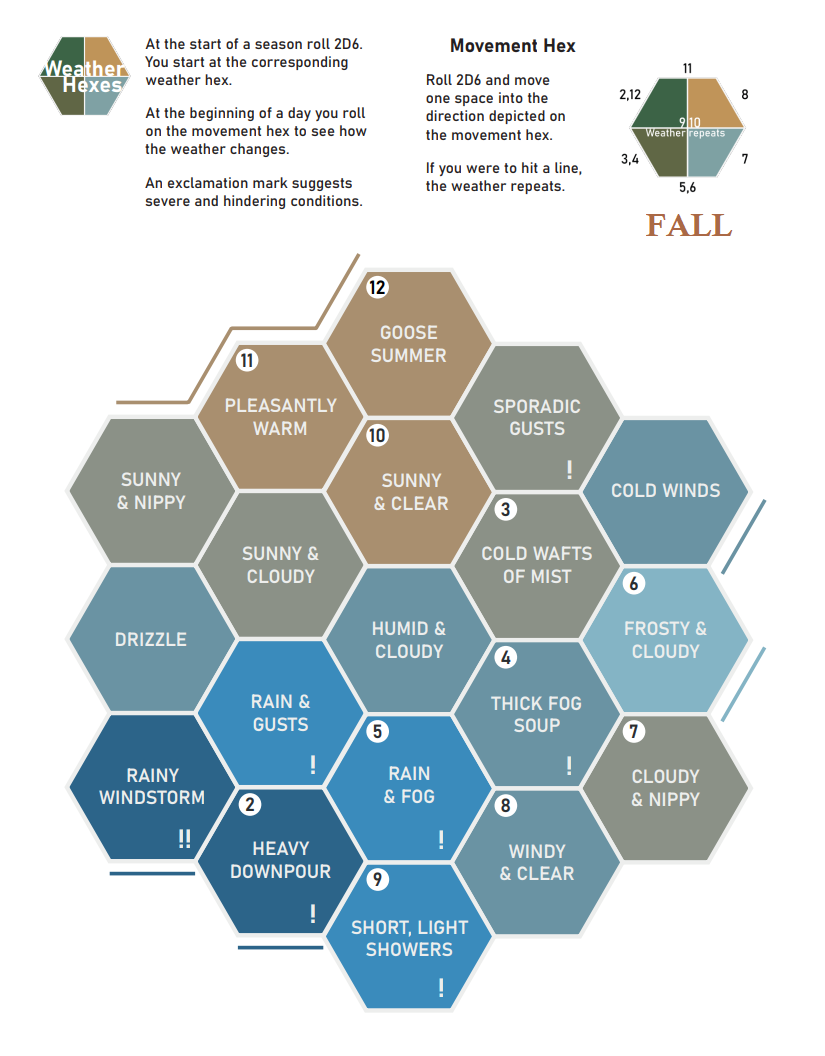 Weather
Hexes
At the start of a season roll 2D6.
You start at the corresponding
weather hex.
At the beginning of a day you roll
on the movement hex to see how
the weather changes.
An exclamation mark suggests
severe and hindering conditions.
Movement Hex
Roll 2D6 and move
one space into the
direction depicted on
the movement hex.
If you were to hit a line,
the weather repeats.
11
2,12
8
9,10
Weather repeats
3,4
7
5,6
FALL
12
GOOSE
SUMMER
11
PLEASANTLY
WARM
SPORADIC
GUSTS
!
10
SUNNY
& CLEAR
SUNNY
& NIPPY
COLD WINDS
SUNNY &
CLOUDY
3
COLD WAFTS
OF MIST
DRIZZLE
HUMID &
CLOUDY
6
FROSTY &
CLOUDY
RAIN &
GUSTS
!
4
THICK FOG
SOUP
!
RAINY
WINDSTORM
!!
5
RAIN
& FOG
!
7
CLOUDY
& NIPPY
2
HEAVY
DOWNPOUR
!
8
WINDY
& CLEAR
9
SHORT, LIGHT
SHOWERS
!